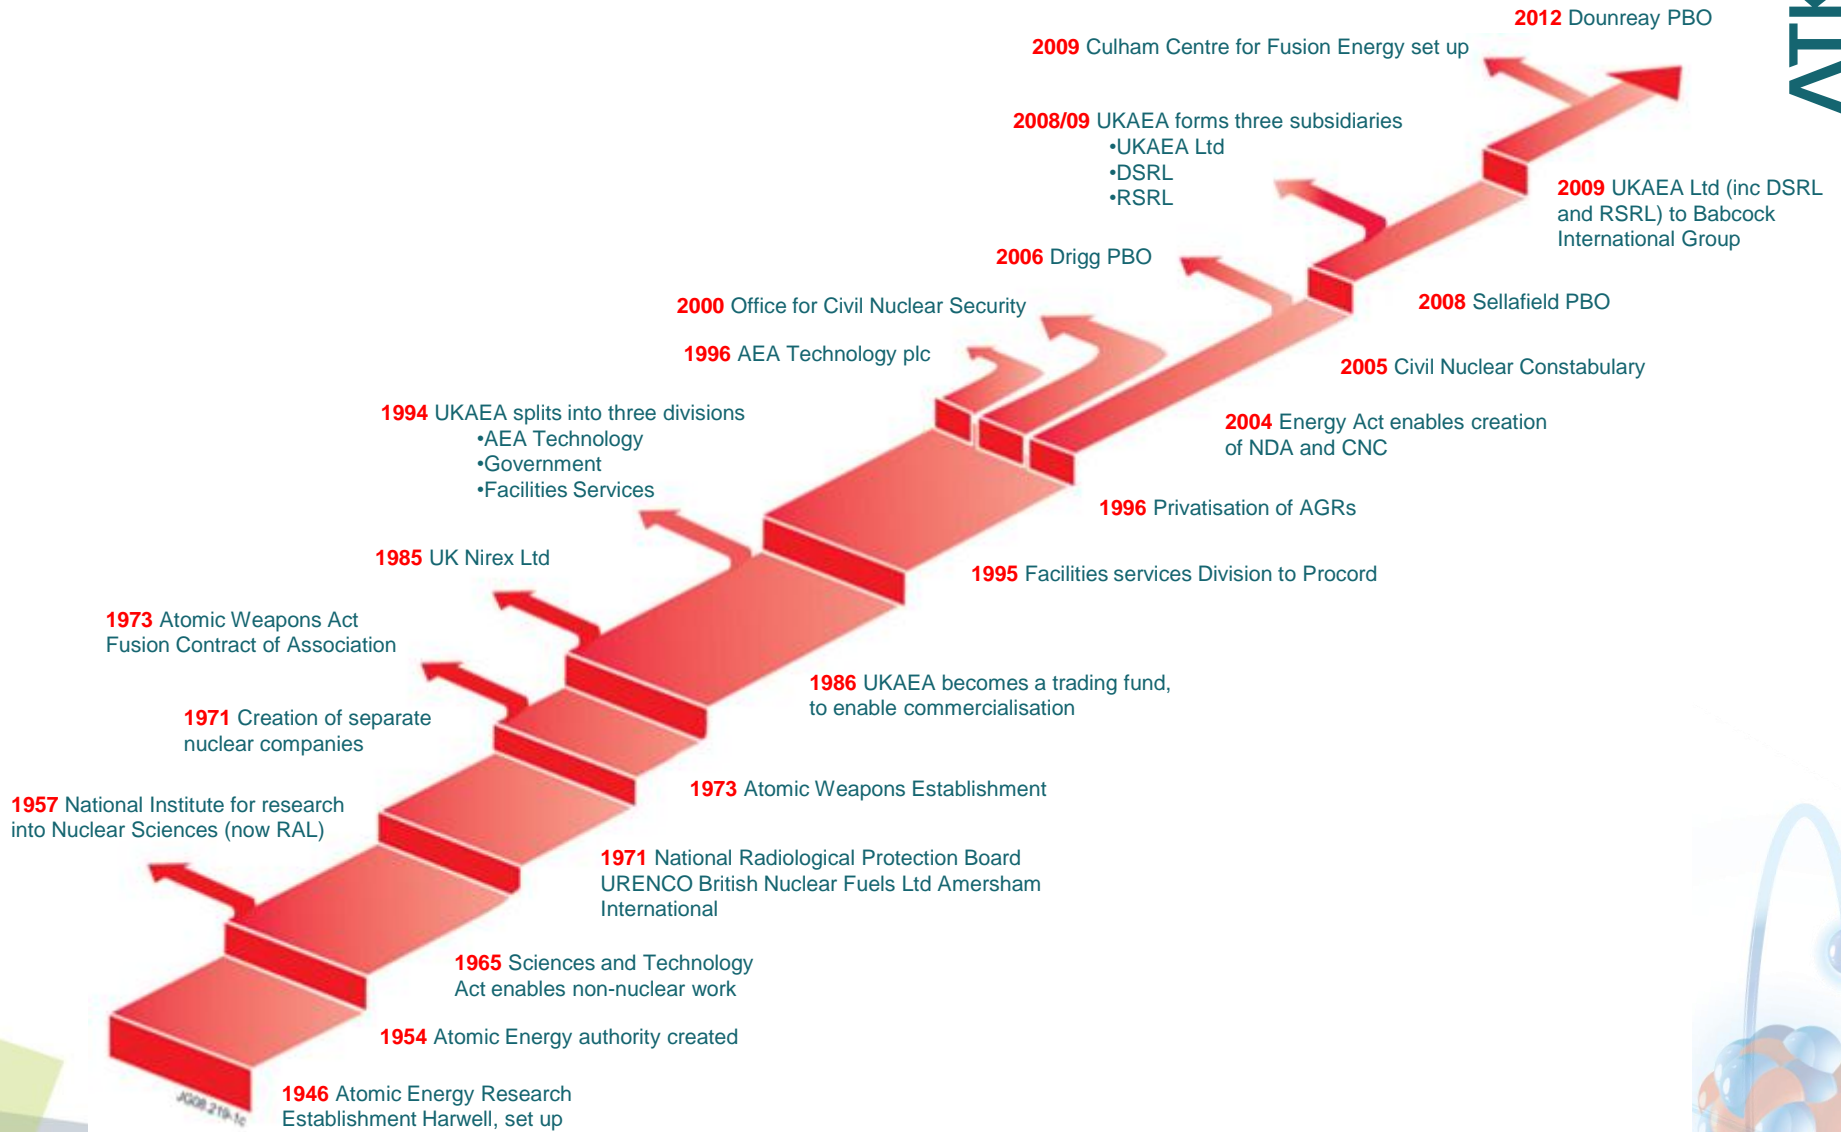 2012 Dounreay PBO
2009 Culham Centre for Fusion Energy set up
2008/09 UKAEA forms three subsidiaries
•UKAEA Ltd
•DSRL
•RSRL
2009 UKAEA Ltd (inc DSRL
and RSRL) to Babcock
International Group
2006 Drigg PBO
2008 Sellafield PBO
2000 Office for Civil Nuclear Security
1996 AEA Technology plc
2005 Civil Nuclear Constabulary
1994 UKAEA splits into three divisions
•AEA Technology
•Government
•Facilities Services
2004 Energy Act enables creation
of NDA and CNC
1996 Privatisation of AGRs
1985 UK Nirex Ltd
1995 Facilities services Division to Procord
1973 Atomic Weapons Act
Fusion Contract of Association
1986 UKAEA becomes a trading fund,
to enable commercialisation
1971 Creation of separate
nuclear companies
1973 Atomic Weapons Establishment
1957 National Institute for research
into Nuclear Sciences (now RAL)
1971 National Radiological Protection Board
URENCO British Nuclear Fuels Ltd Amersham
International
1965 Sciences and Technology
Act enables non-nuclear work
1954 Atomic Energy authority created
1946 Atomic Energy Research
Establishment Harwell, set up
JG08.219-1c